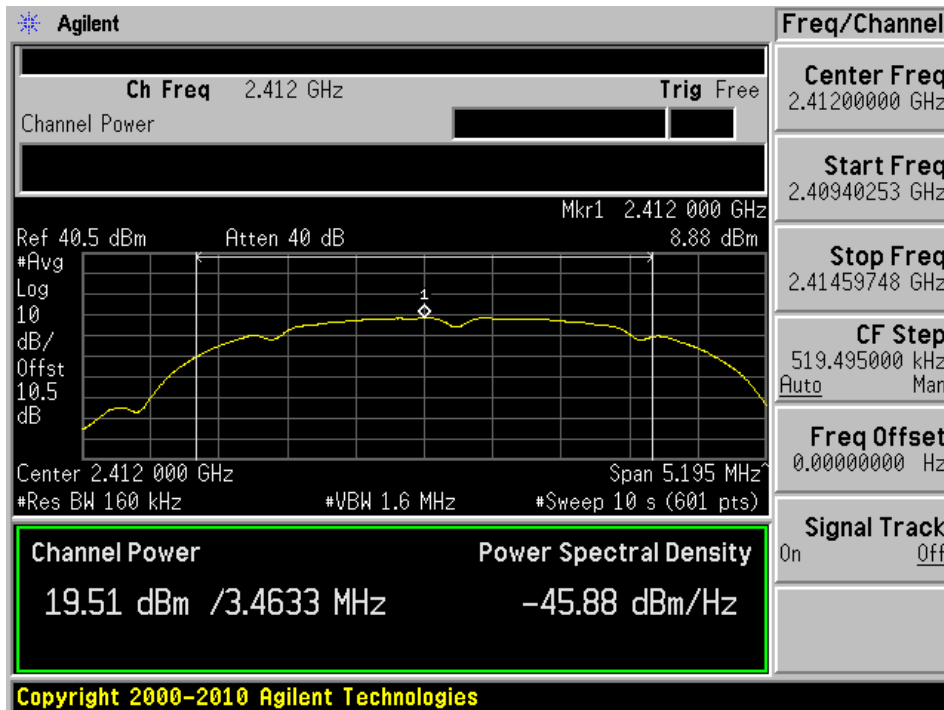 Agilent
Freq/Channel
Ch Freq 2.412 GHz Trig Free
Channel Power
Mkr1 2.412 000 GHz
Ref 40.5 dBm Atten 40 dB 8.88 dBm
#Avg
Log
10
dB/
Offst
10.5
dB
1
Center 2.412 000 GHz Span 5.195 MHz^
#Res BW 160 kHz #VBW 1.6 MHz #Sweep 10 s (601 pts)
Channel Power Power Spectral Density
19.51 dBm /3.4633 MHz -45.88 dBm/Hz
Center Freq
2.41200000 GHz
Start Freq
2.40940253 GHz
Stop Freq
2.41459748 GHz
CF Step
519.495000 kHz
Auto Man
Freq Offset
0.00000000 Hz
Signal Track
On Off
Copyright 2000-2010 Agilent Technologies